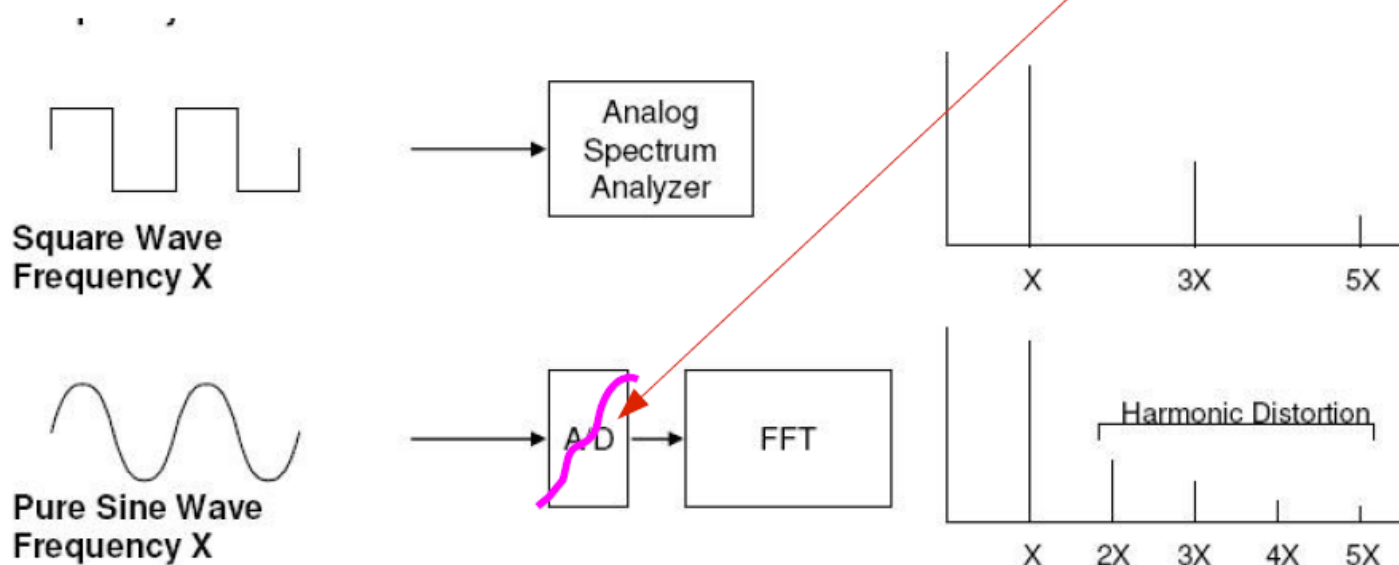 Analog
Spectrum
Analyzer
Square Wave
Frequency X
X 3X 5X
Harmonic Distortion
A/D
FFT
Pure Sine Wave
Frequency X
X 2X 3X 4X 5X